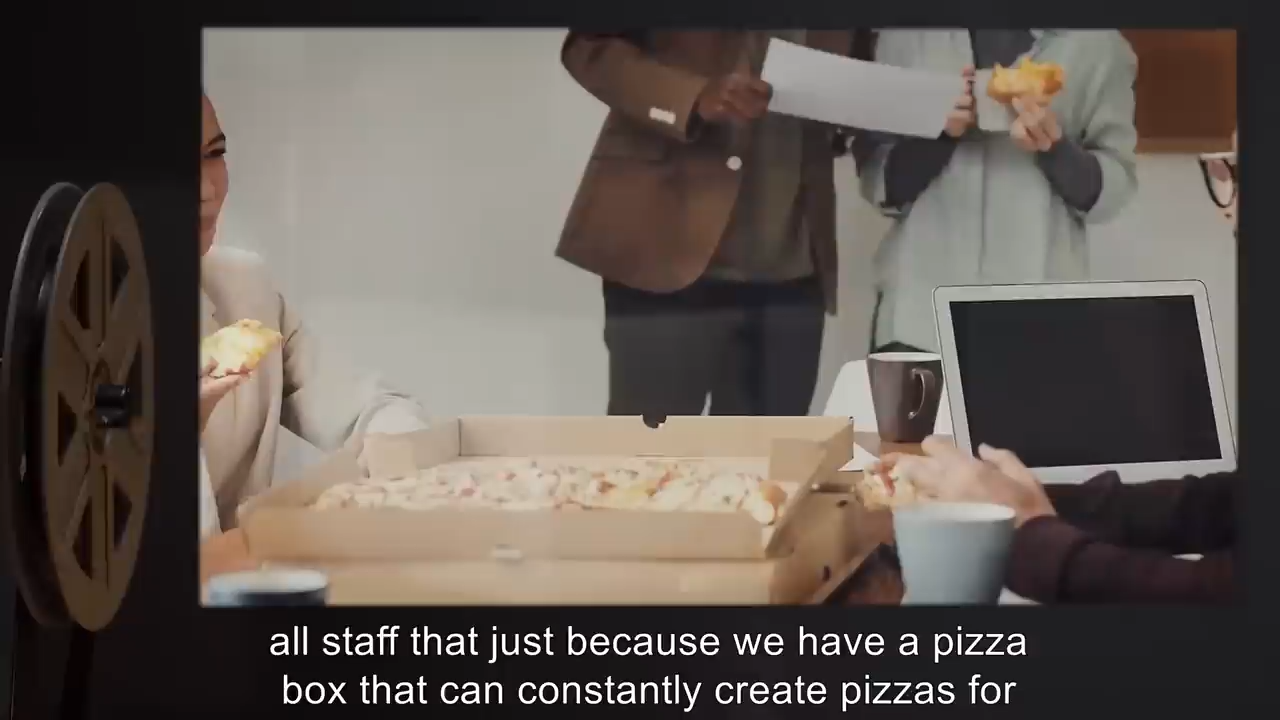 all staff that just because we have a pizza
box that can constantly create pizzas for